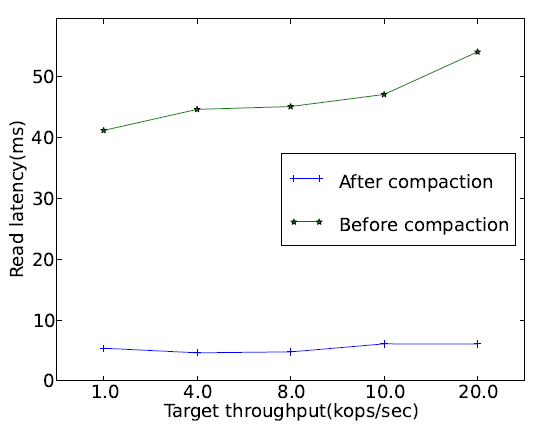 50
40
30
20
10
0
Read latency(ms)
After compaction
Before compaction
1.0 4.0 8.0 10.0 20.0
Target throughput(kops/sec)